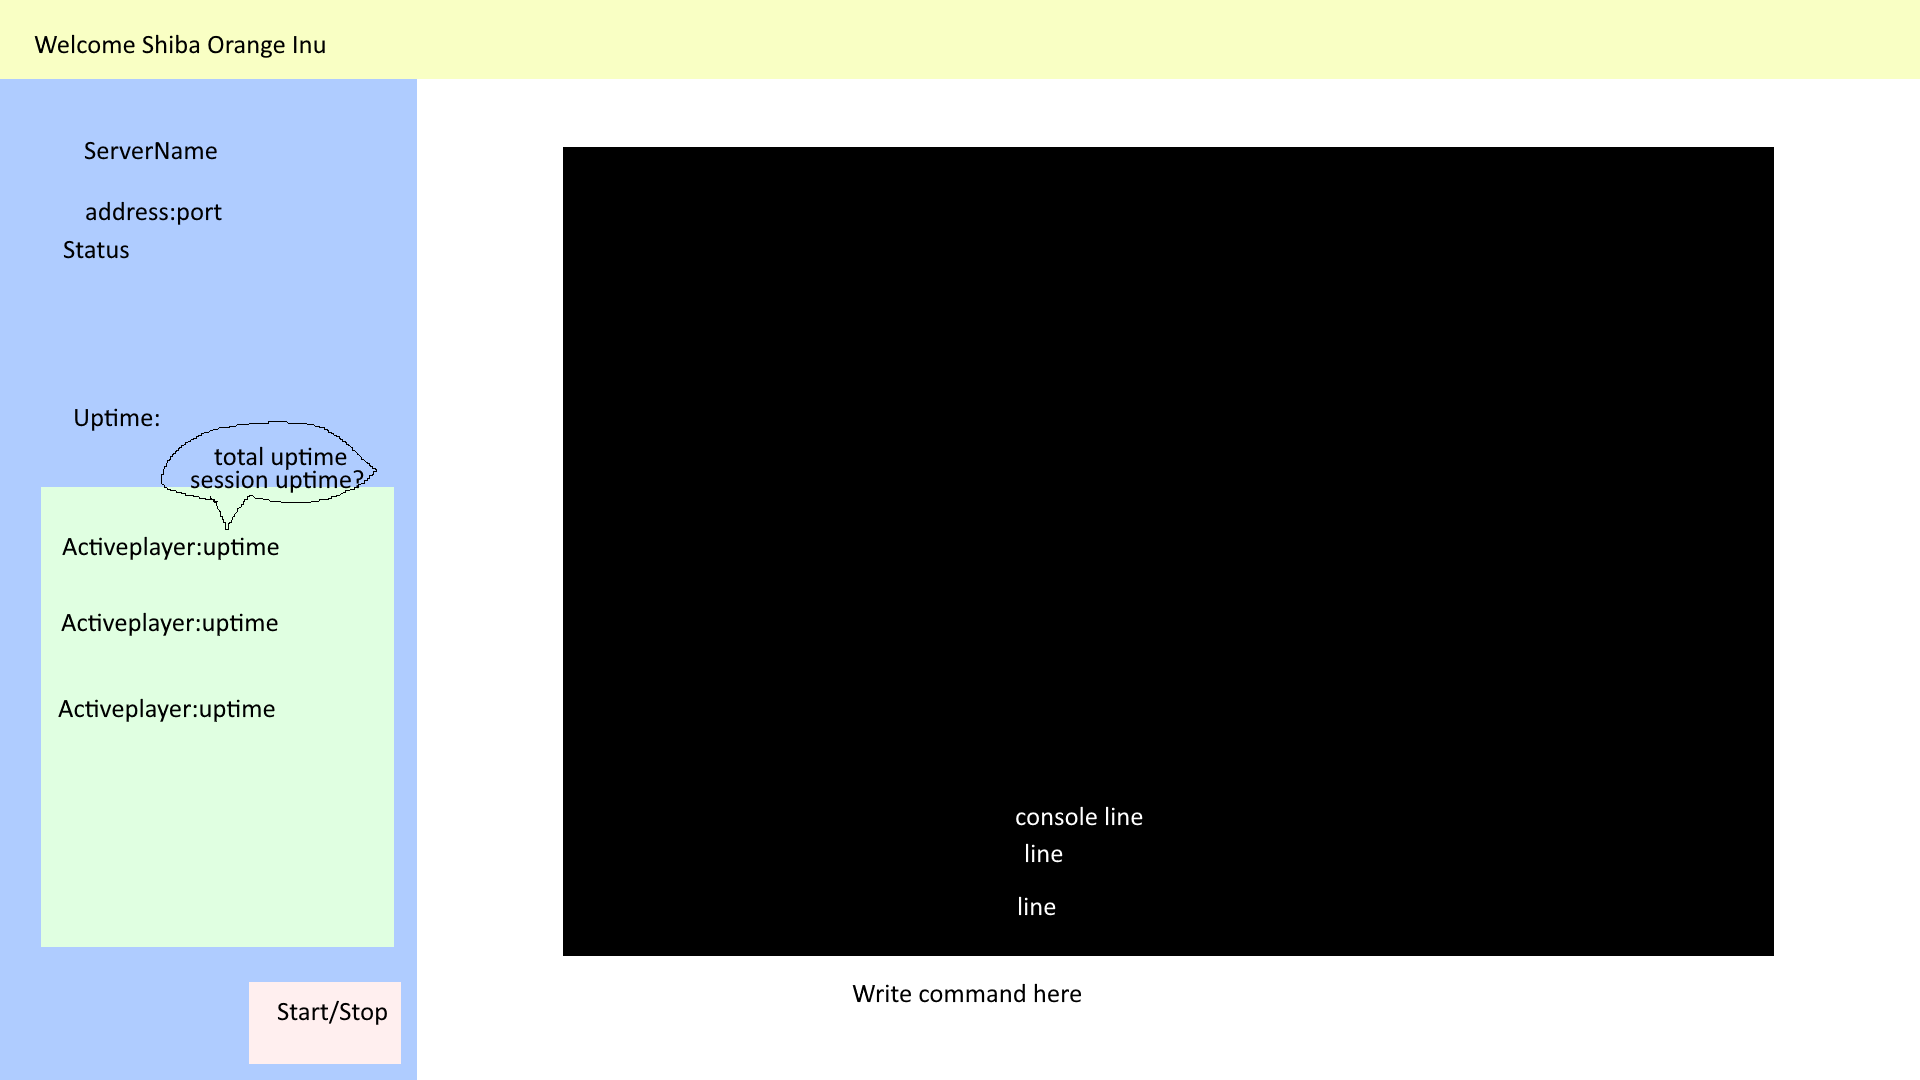 Welcome Shiba Orange Inu
ServerName
address:port
Status
Uptime:
total uptime
session uptime?
Activeplayer:uptime
Activeplayer:uptime
Activeplayer:uptime
Start/Stop
console line
line
line
Write command here